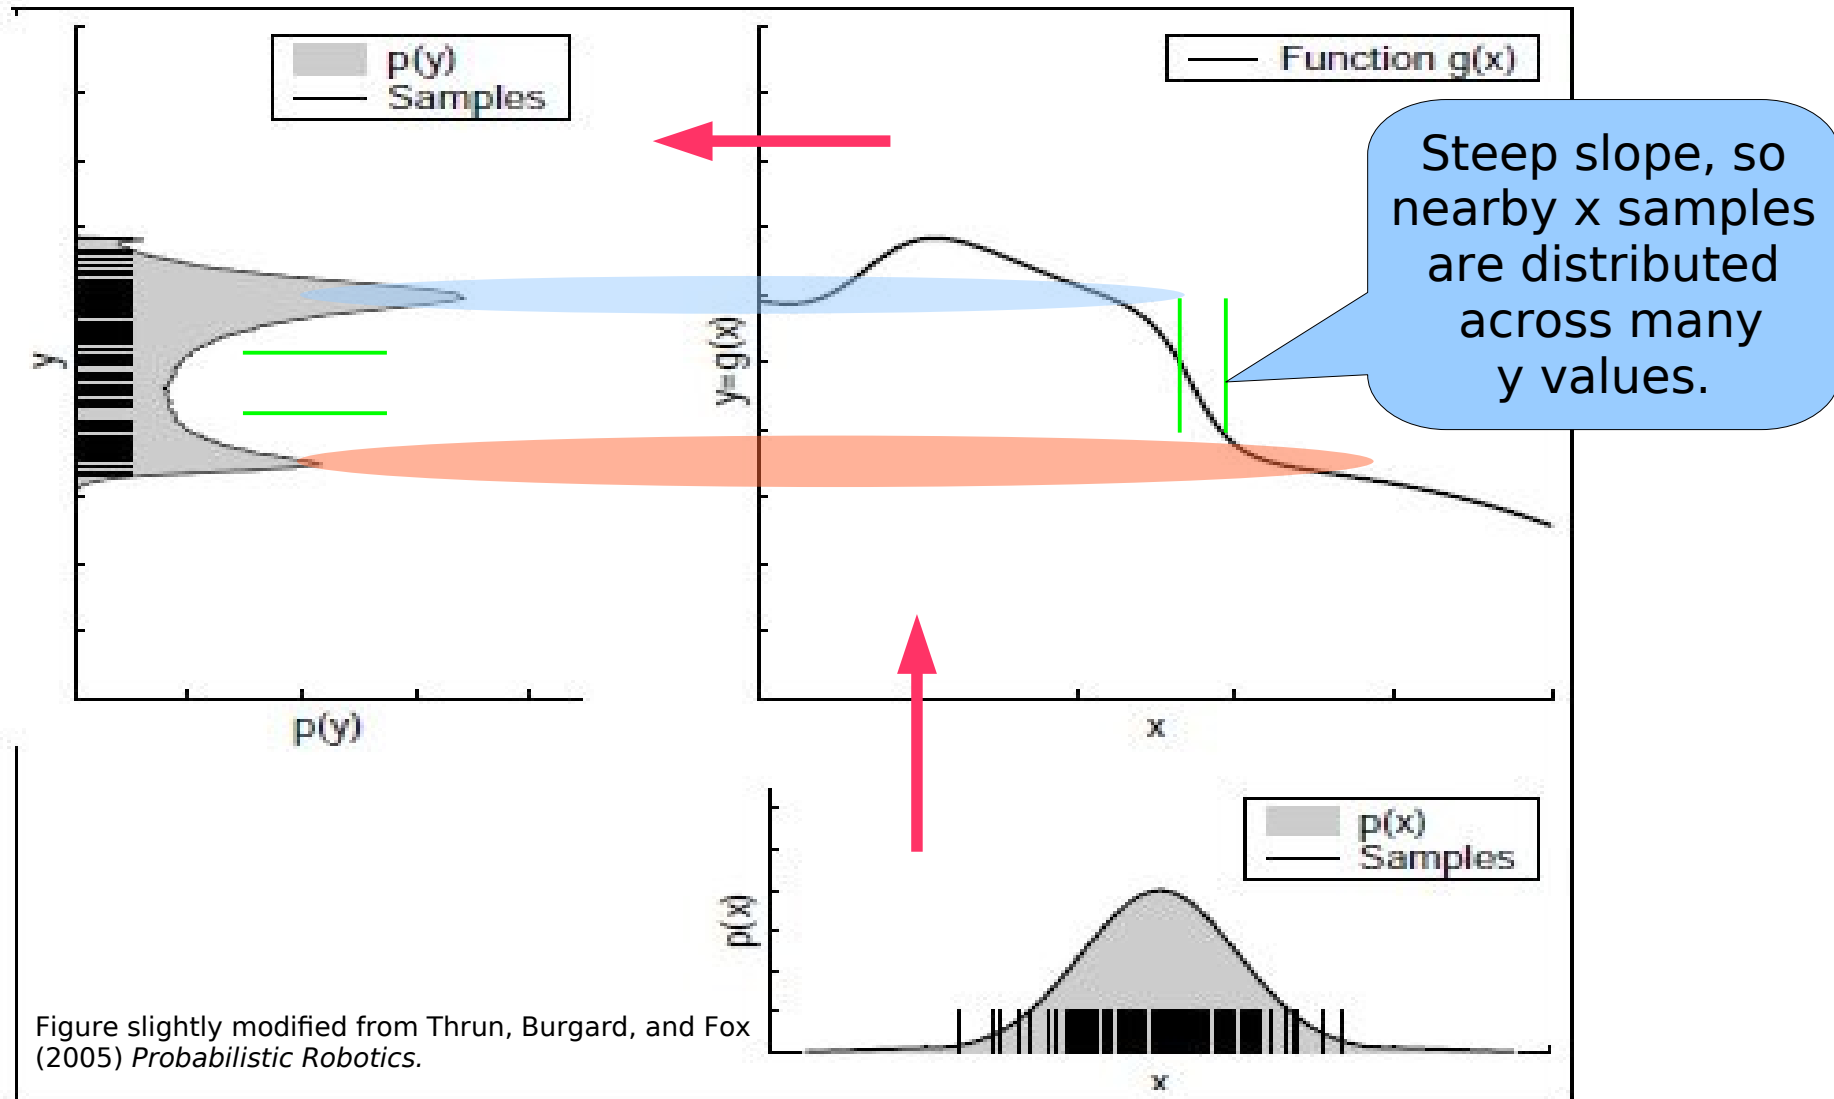 p(y)
Samples
Function g(x)
Steep slope, so
nearby x samples
are distributed
across many
y values.
y
y=g(x)
p(y)
x
p(x)
Samples
p(x)
x
Figure slightly modified from Thrun, Burgard, and Fox
(2005) Probabilistic Robotics.